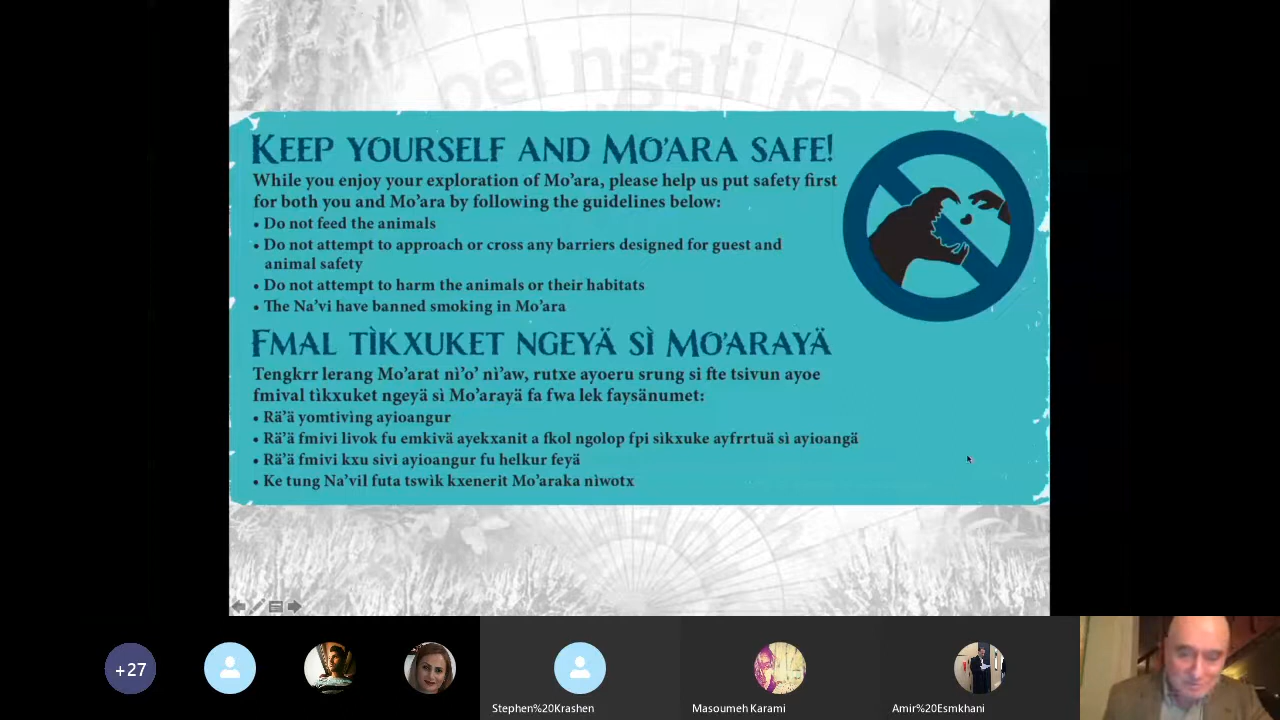 oel ngati ka
KEEP YOURSELF AND MO'ARA SAFE!
While you enjoy your exploration of Mo'ara, please help us put safety first
for both you and Mo'ara by following the guidelines below:
• Do not feed the animals
• Do not attempt to approach or cross any barriers designed for guest and
animal safety
• Do not attempt to harm the animals or their habitats
• The Na'vi have banned smoking in Mo'ara
FMAL TÌKXUKET NGEYÄ SÌ MO'ARAYÄ
Tengkrr lerang Mo'arat nì'o' nì'aw, rutxe ayoeru srung si fte tsivun ayoe
fmival tìkxuket ngeyä sì Mo'arayä fa fwa lek faysänumet:
• Rä'ä yomtiving ayioangur
• Rä'ä fmivi livok fu emkivä ayekxanit a fkol ngolop fpi sìkxuke ayfrrtuä sì ayioangä
• Rä'ä fmivi kxu sivi ayioangur fu helkur feyä
• Ke tung Na'vil futa tswìk kxenerit Mo'araka nìwotx
+27
Stephen%20Krashen
Masoumeh Karami
Amir%20Esmkhani